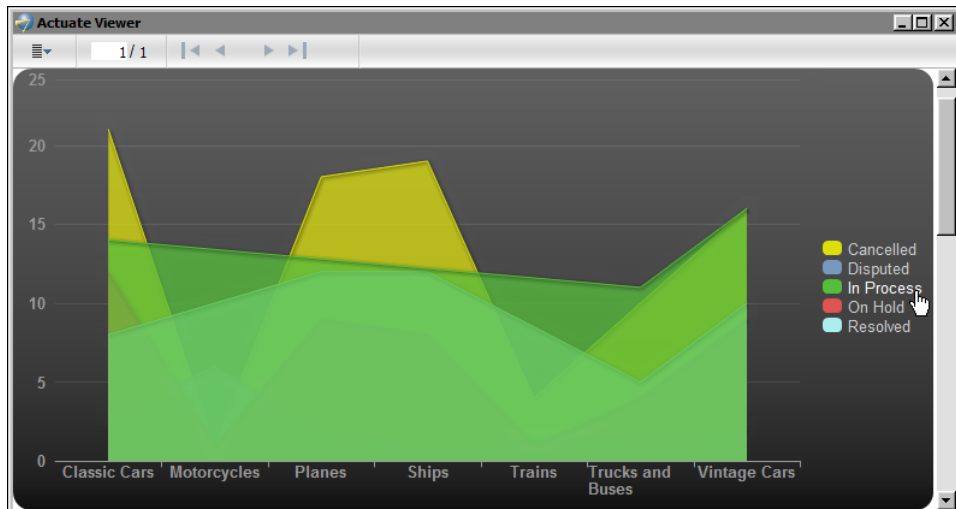 Actuate Viewer
1 / 1
25
20
15
10
5
0
Classic Cars Motorcycles Planes Ships Trains Trucks and Buses Vintage Cars
Cancelled
Disputed
In Process
On Hold
Resolved